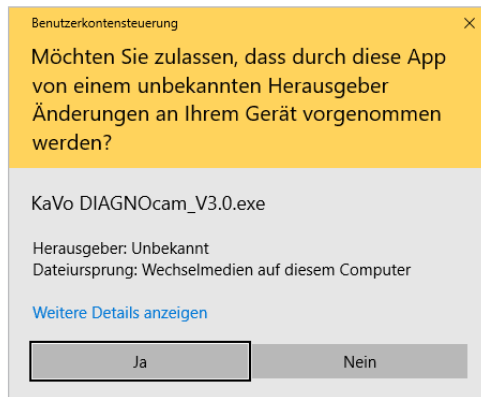 Benutzerkontensteuerung
Möchten Sie zulassen, dass durch diese App
von einem unbekannten Herausgeber
Änderungen an Ihrem Gerät vorgenommen
werden?
KaVo DIAGNOcam_V3.0.exe
Herausgeber: Unbekannt
Dateiursprung: Wechselmedien auf diesem Computer
Weitere Details anzeigen
Ja
Nein